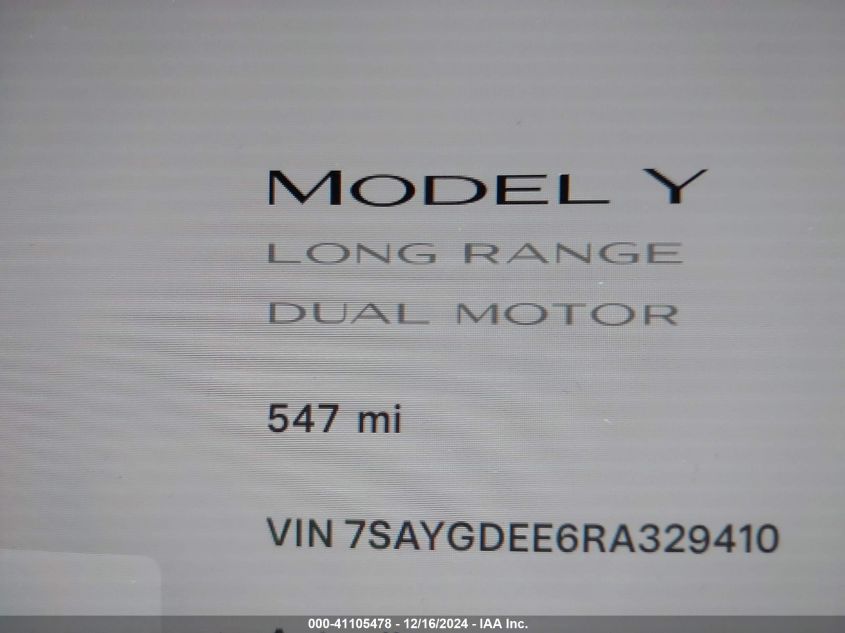 MODEL Y
LONG RANGE
DUAL MOTOR
547 mi
VIN 7SAYGDEE6RA329410
000-41105478 - 12/16/2024 - IAA Inc.